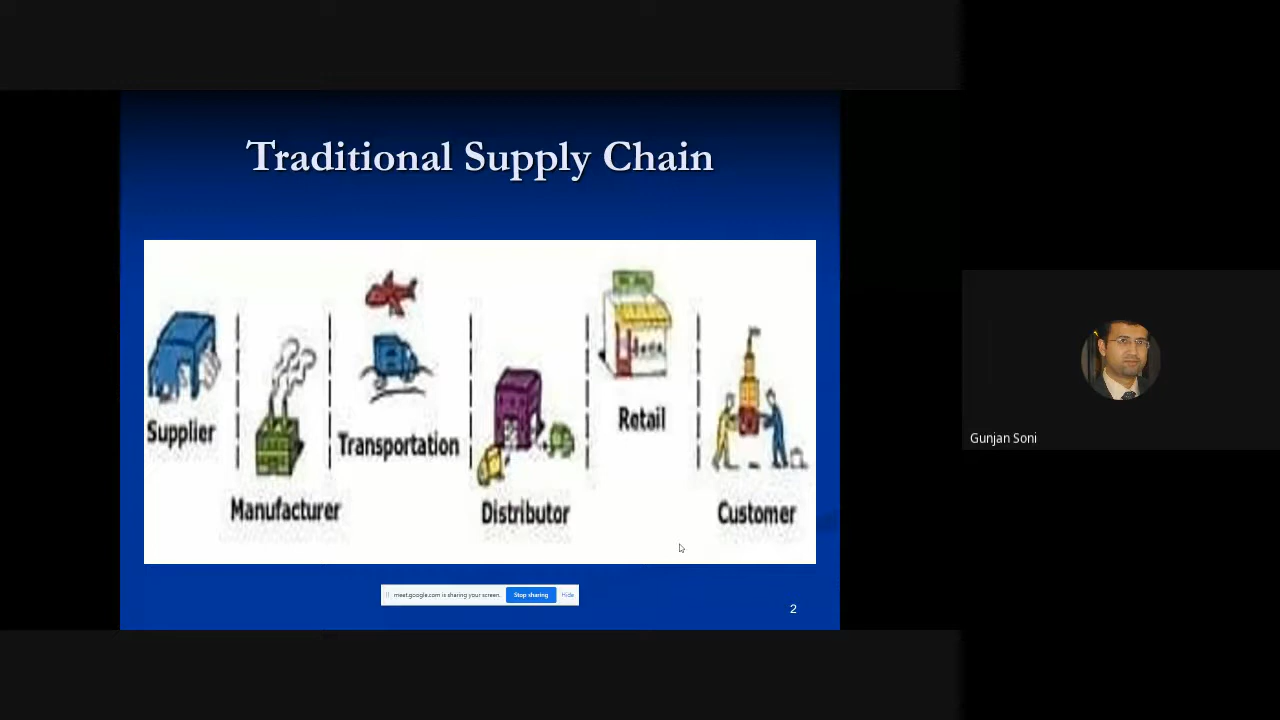 Traditional Supply Chain
Supplier
Manufacturer
Transportation
Distributor
Retail
Customer
meet.google.com is sharing your screen.
Stop sharing
Hide
2
Gunjan Soni